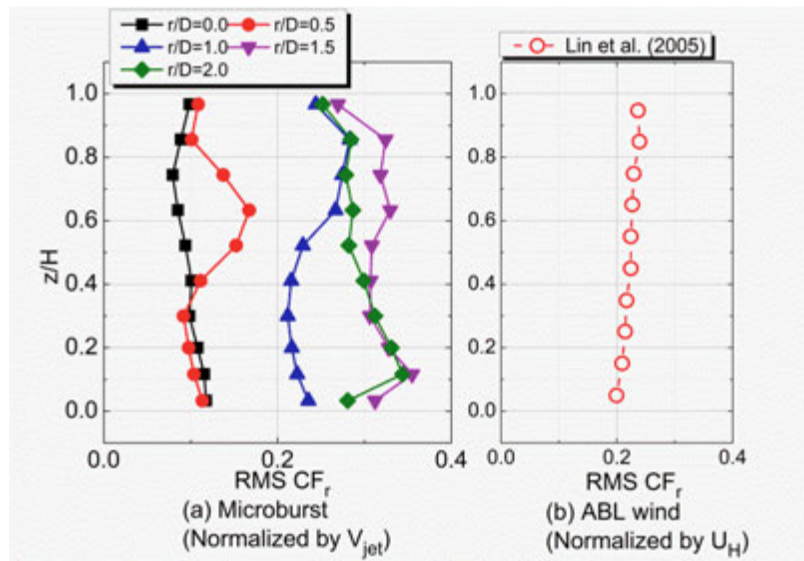 r/D=0.0 r/D=0.5
r/D=1.0 r/D=1.5
r/D=2.0
Lin et al. (2005)
1.0
0.8
0.6
0.4
0.2
0.0
z/H
0.0 0.2 0.4
RMS CFr
(a) Microburst
(Normalized by Vjet)
1.0
0.8
0.6
0.4
0.2
0.0
0.0 0.2 0.4
RMS CFr
(b) ABL wind
(Normalized by UH)